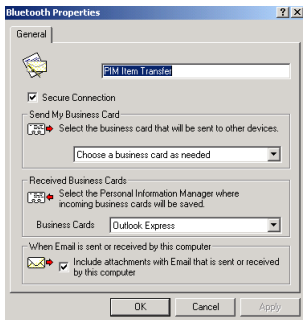 Bluetooth Properties
General
PIM Item Transfer
Secure Connection
Send My Business Card
Select the business card that will be sent to other devices.
Choose a business card as needed
Received Business Cards
Select the Personal Information Manager where
incoming business cards will be saved.
Business Cards
Outlook Express
When Email is sent or received by this computer
Include attachments with Email that is sent or received
by this computer
OK
Cancel
Apply